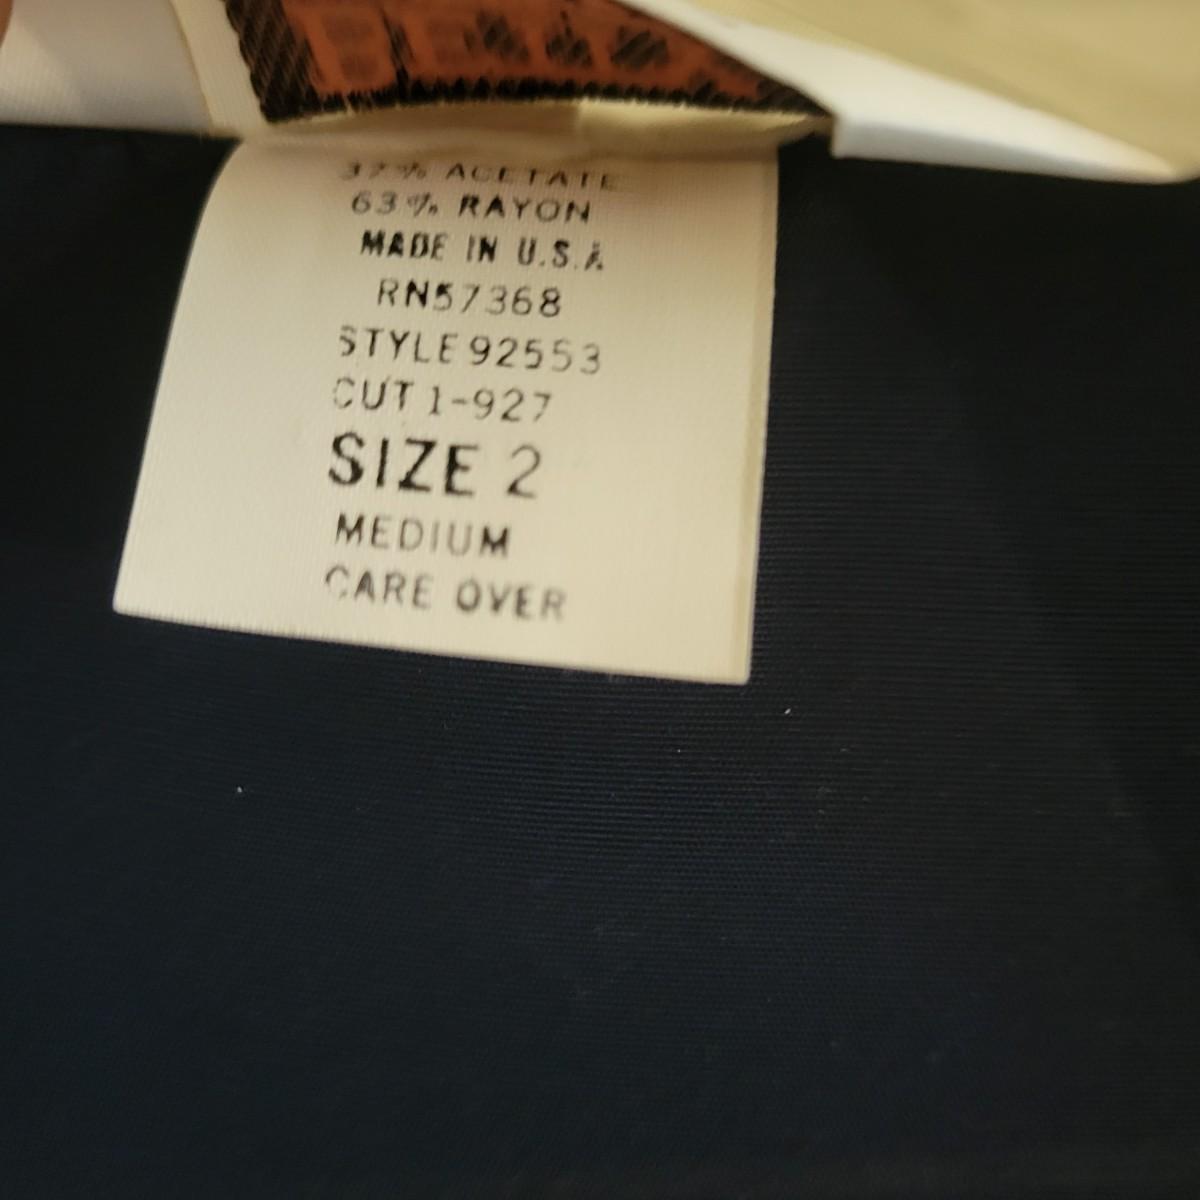 37% ACETATE
63% RAYON
MADE IN U.S.A
RN57368
STYLE 92553
CUT 1-927
SIZE 2
MEDIUM
CARE OVER